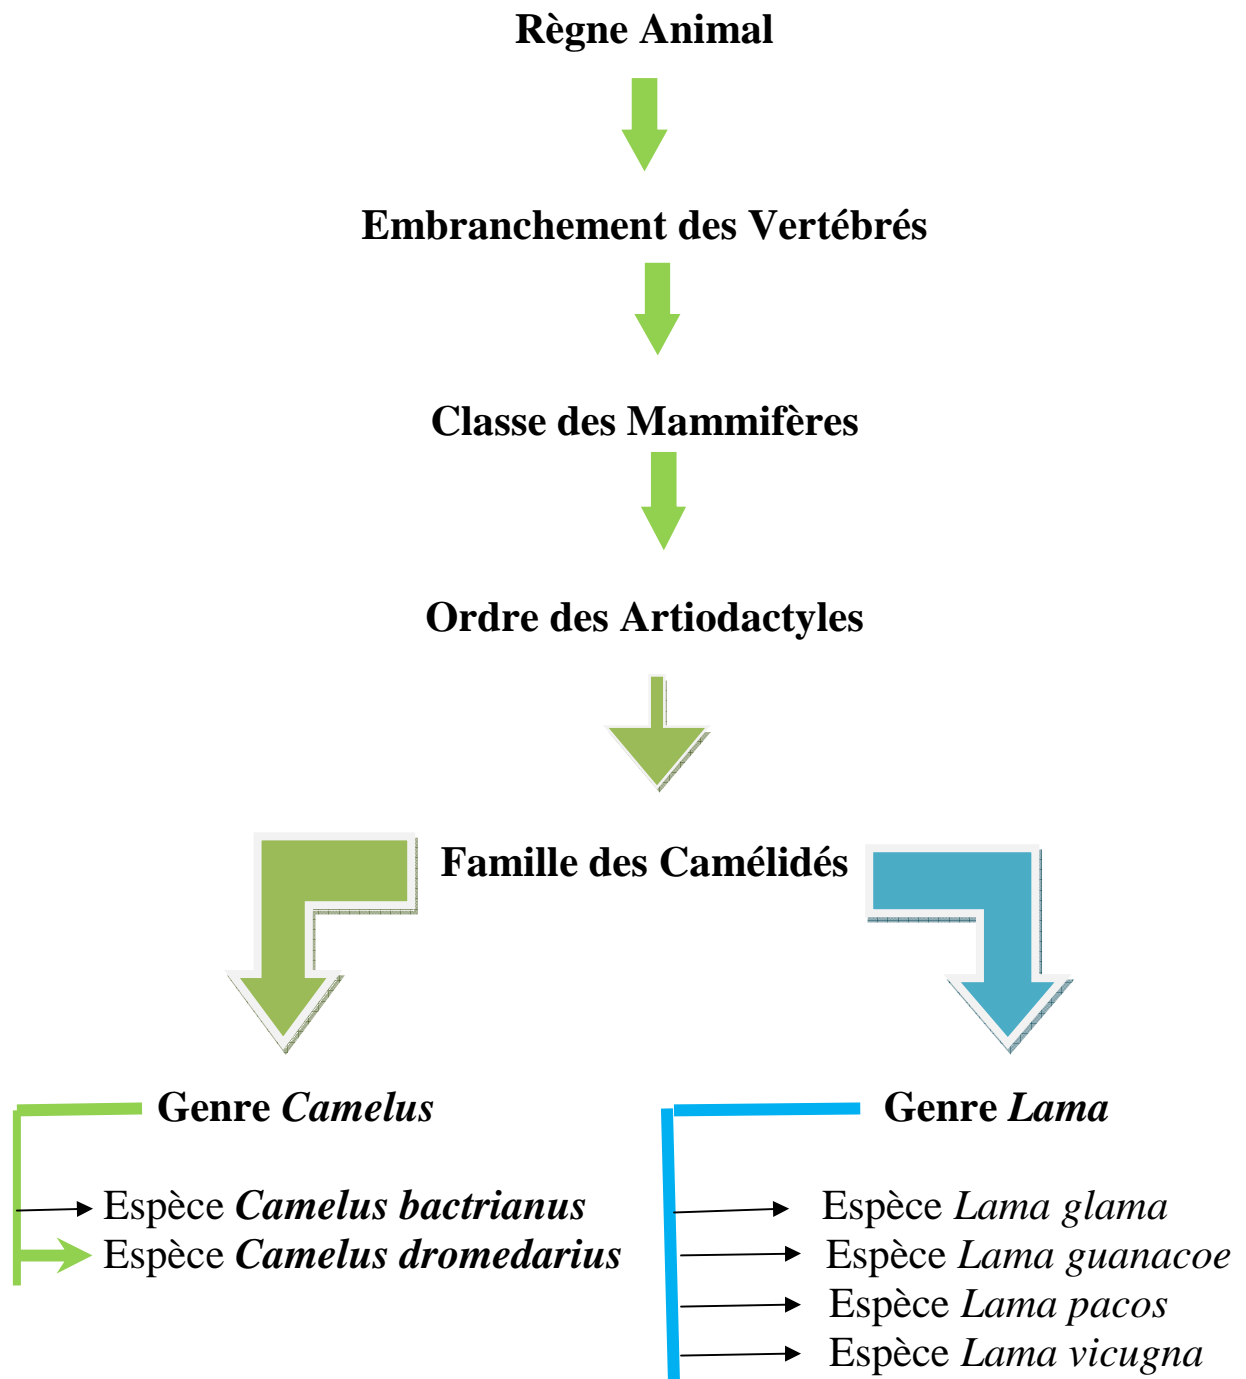 Règne Animal
Embranchement des Vertébrés
Classe des Mammifères
Ordre des Artiodactyles
Famille des Camélidés
Genre Camelus
Espèce Camelus bactrianus
Espèce Camelus dromedarius
Genre Lama
Espèce Lama glama
Espèce Lama guanacoe
Espèce Lama pacos
Espèce Lama vicugna